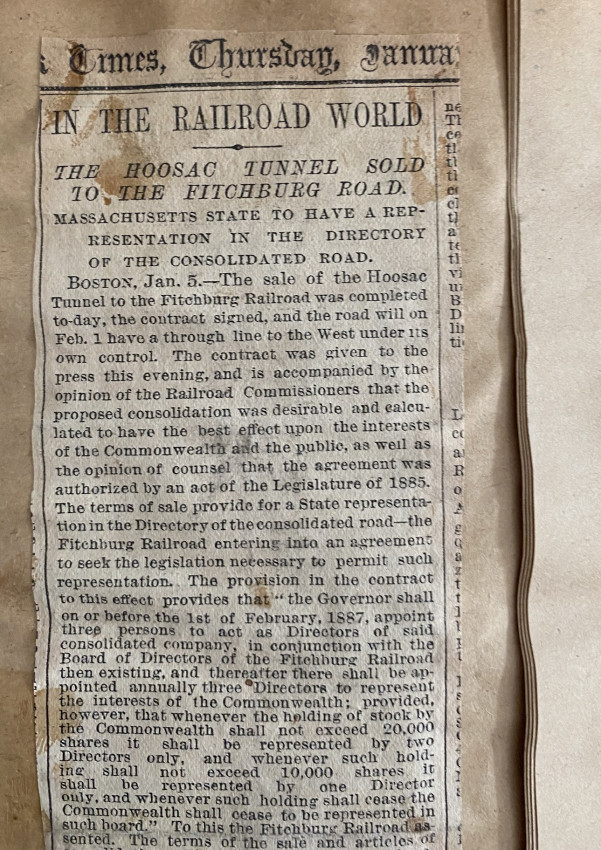 Times, Thursday, Janua
IN THE RAILROAD WORLD
THE HOOSAC TUNNEL SOLD
TO THE FITCHBURG ROAD.
MASSACHUSETTS STATE TO HAVE A REP-
RESENTATION IN THE DIRECTORY
OF THE CONSOLIDATED ROAD.
BOSTON, Jan. 5.—The sale of the Hoosac
Tunnel to the Fitchburg Railroad was completed
to-day, the contract signed, and the road will on
Feb. 1 have a through line to the West under its
own control. The contract was given to the
press this evening, and is accompanied by the
opinion of the Railroad Commissioners that the
proposed consolidation was desirable and calcu-
lated to have the best effect upon the interests
of the Commonwealth and the public, as well as
the opinion of counsel that the agreement was
authorized by an act of the Legislature of 1885.
The terms of sale provide for a State representa-
tion in the Directory of the consolidated road—the
Fitchburg Railroad entering into an agreement
to seek the legislation necessary to permit such
representation. The provision in the contract
to this effect provides that "the Governor shall
on or before the 1st of February, 1887, appoint
three persons to act as Directors of said
consolidated company, in conjunction with the
Board of Directors of the Fitchburg Railroad
then existing, and thereafter there shall be ap-
pointed annually three Directors to represent
the interests of the Commonwealth; provided,
however, that whenever the holding of stock by
the Commonwealth shall not exceed 20,000
shares it shall be represented by two
Directors only, and whenever such hold-
ing shall not exceed 10,000 shares it
shall be represented by one Director
only, and whenever such holding shall cease the
Commonwealth shall cease to be represented in
such board." To this the Fitchburg Railroad as-
sented. The terms of the sale and articles of